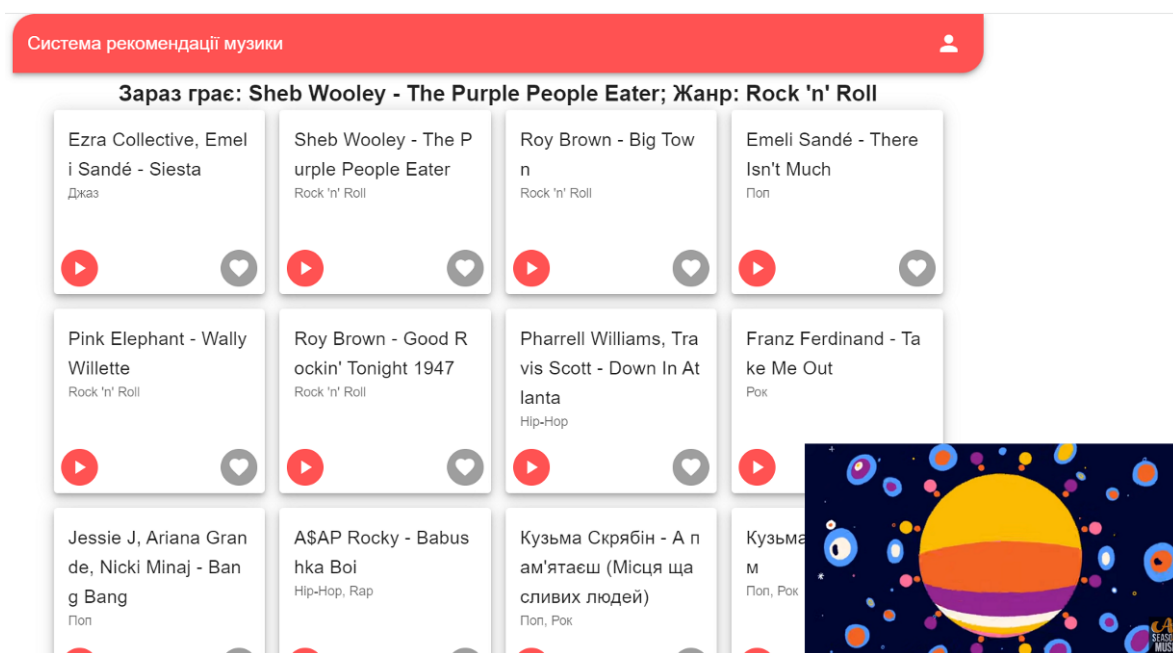 Система рекомендації музики
Зараз грає: Sheb Wooley - The Purple People Eater; Жанр: Rock 'n' Roll
Ezra Collective, Emel
i Sandé - Siesta
Джаз
Sheb Wooley - The P
urple People Eater
Rock 'n' Roll
Roy Brown - Big Tow
n
Rock 'n' Roll
Emeli Sandé - There
Isn't Much
Поп
Pink Elephant - Wally
Willette
Rock 'n' Roll
Roy Brown - Good R
ockin' Tonight 1947
Rock 'n' Roll
Pharrell Williams, Tra
vis Scott - Down In At
lanta
Hip-Hop
Franz Ferdinand - Ta
ke Me Out
Рок
Jessie J, Ariana Gran
de, Nicki Minaj - Ban
g Bang
Поп
A$AP Rocky - Babus
hka Boi
Hip-Hop, Rap
Кузьма Скрябін - А п
ам'ятаєш (Місця ща
сливих людей)
Поп, Рок
Кузьма
м
Поп, Рок